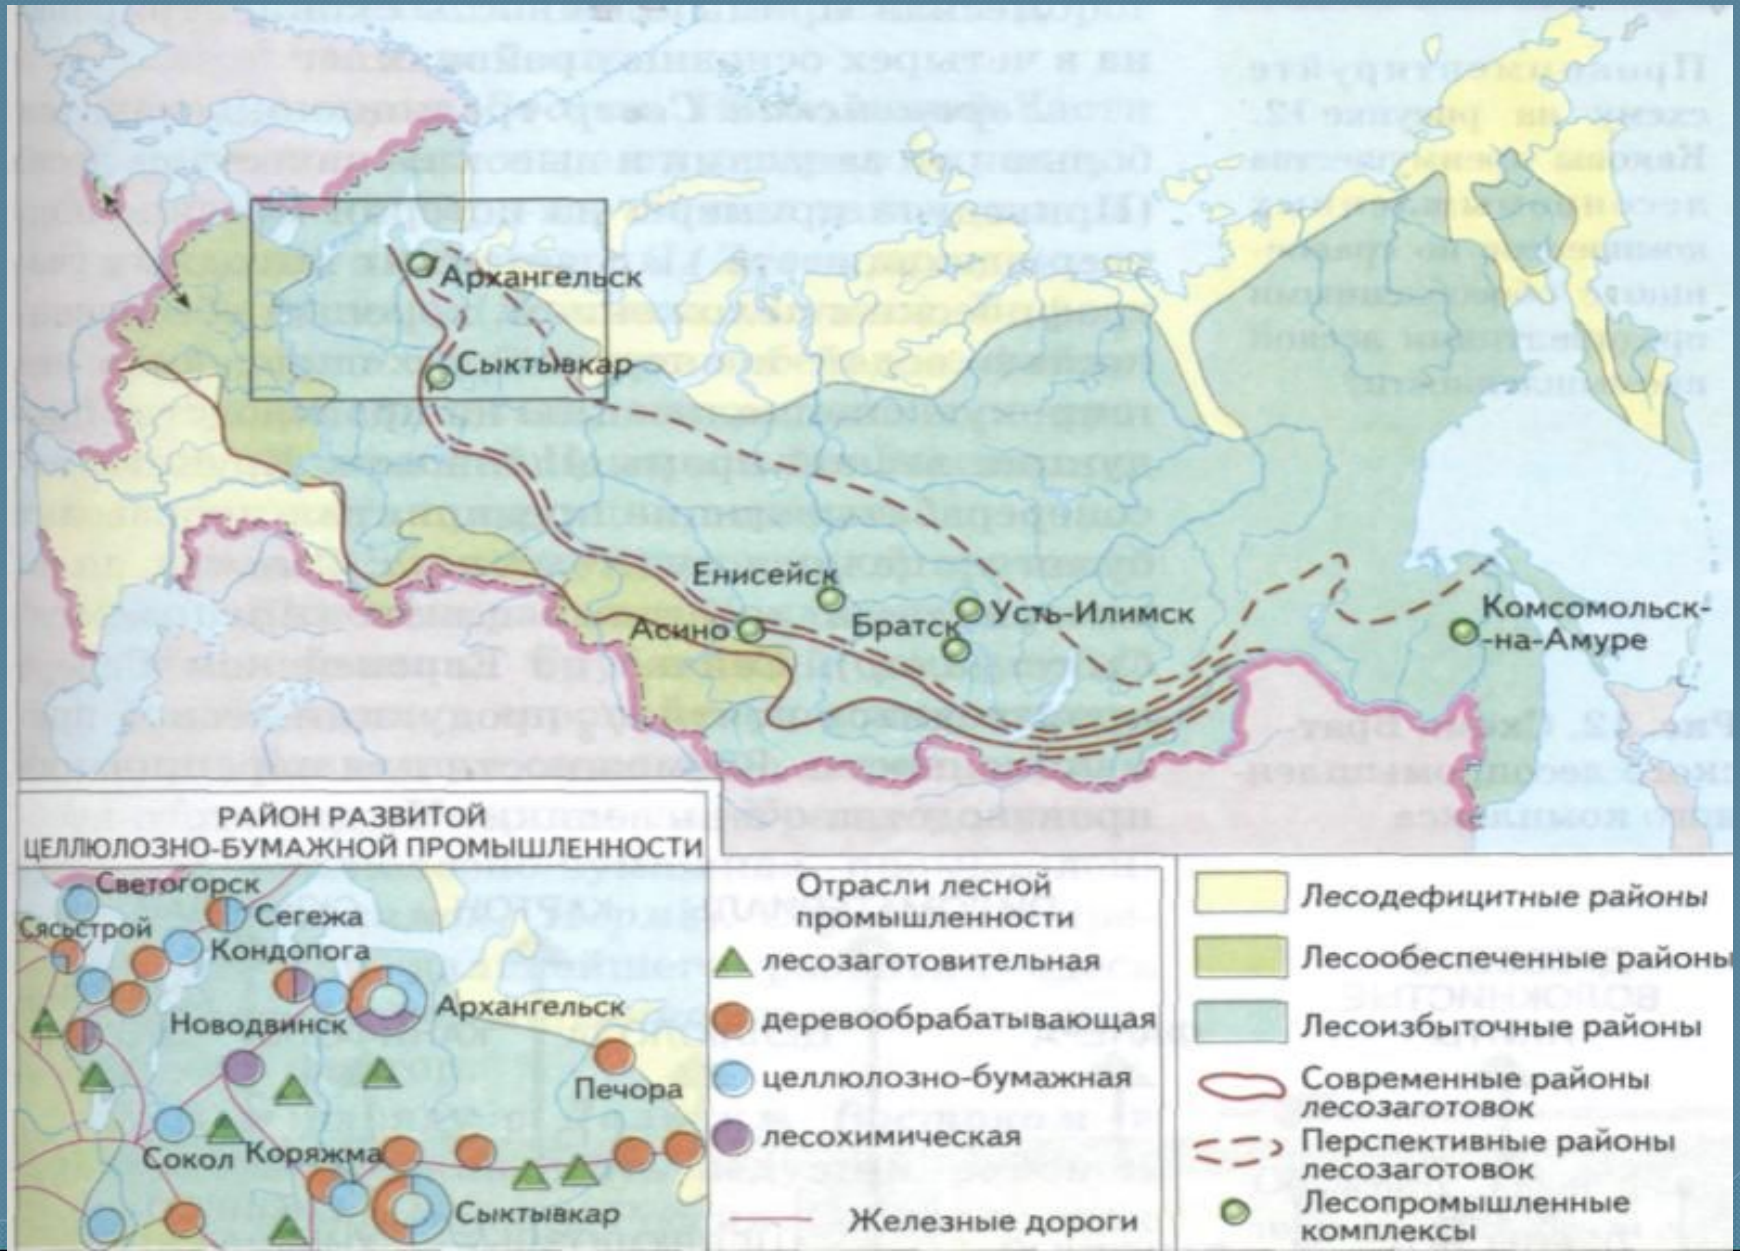 Архангельск
Сыктывкар
Енисейск
Асино
Братск
Усть-Илимск
Комсомольск-
-на-Амуре
РАЙОН РАЗВИТОЙ
ЦЕЛЛЮЛОЗНО-БУМАЖНОЙ ПРОМЫШЛЕННОСТИ
Светогорск
Сегежа
Сясьстрой
Кондопога
Архангельск
Новодвинск
Печора
Сокол
Коряжма
Сыктывкар
Отрасли лесной
промышленности
лесозаготовительная
деревообрабатывающая
целлюлозно-бумажная
лесохимическая
Железные дороги
Лесодефицитные районы
Лесообеспеченные районы
Лесоизбыточные районы
Современные районы
лесозаготовок
Перспективные районы
лесозаготовок
Лесопромышленные
комплексы